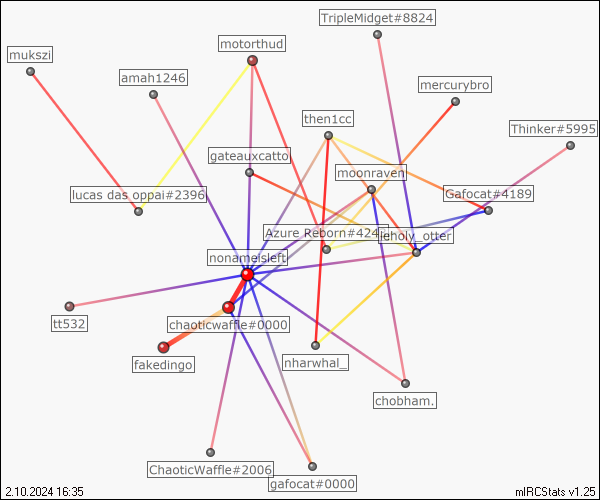 TripleMidget#8824
motorthud
mukszi
amah1246
mercurybro
then1cc
Thinker#5995
gateauxcatto
moonraven
lucas das oppai#2396
Gafocat#4189
Azure Reborn#424
ieholy_otter
nonameisleft
tt532
chaoticwaffle#0000
fakedingo
nharwhal_
chobham.
ChaoticWaffle#2006
gafocat#0000
2.10.2024 16:35
mIRCStats v1.25